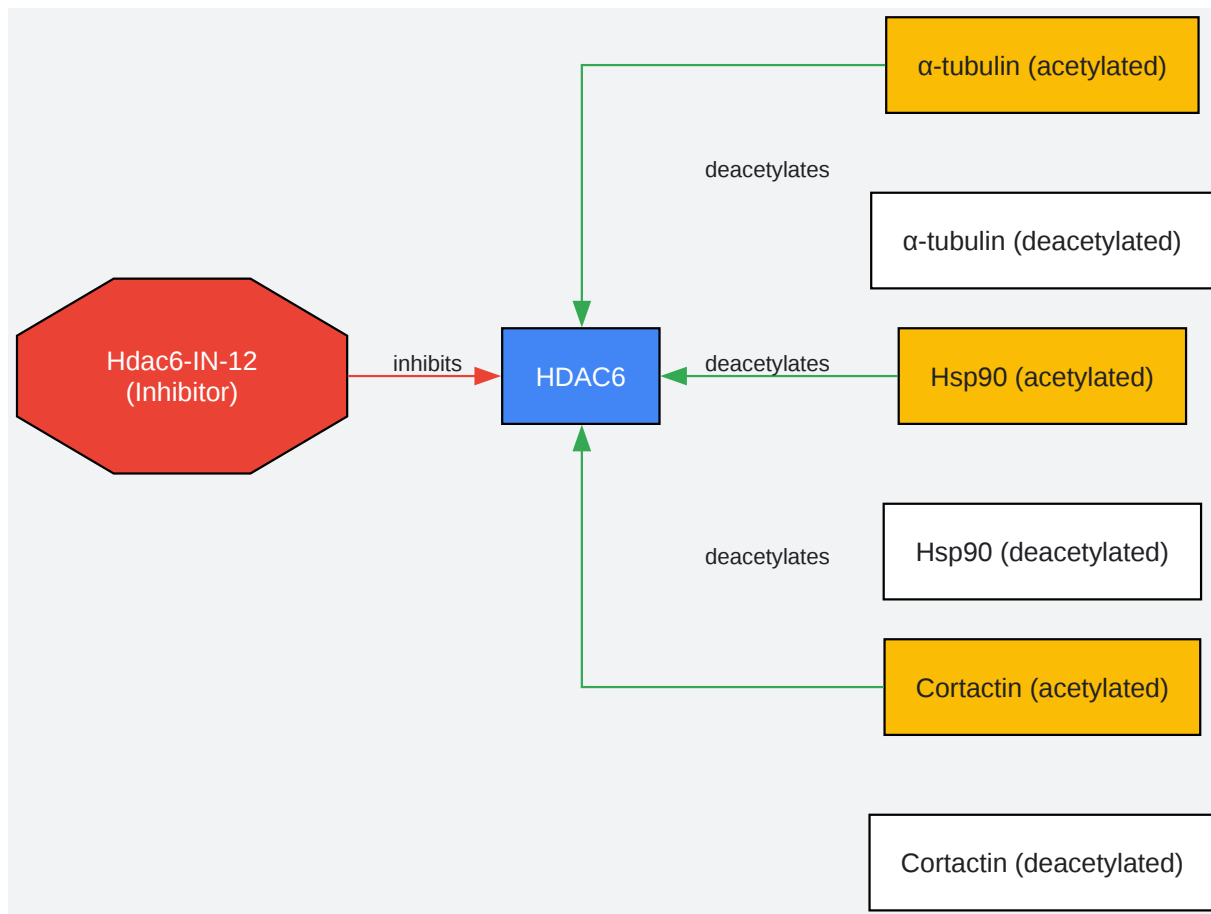 α-tubulin (acetylated)
deacetylates
α-tubulin (deacetylated)
Hdac6-IN-12
(Inhibitor)
inhibits
HDAC6
deacetylates
Hsp90 (acetylated)
deacetylates
Hsp90 (deacetylated)
Cortactin (acetylated)
Cortactin (deacetylated)